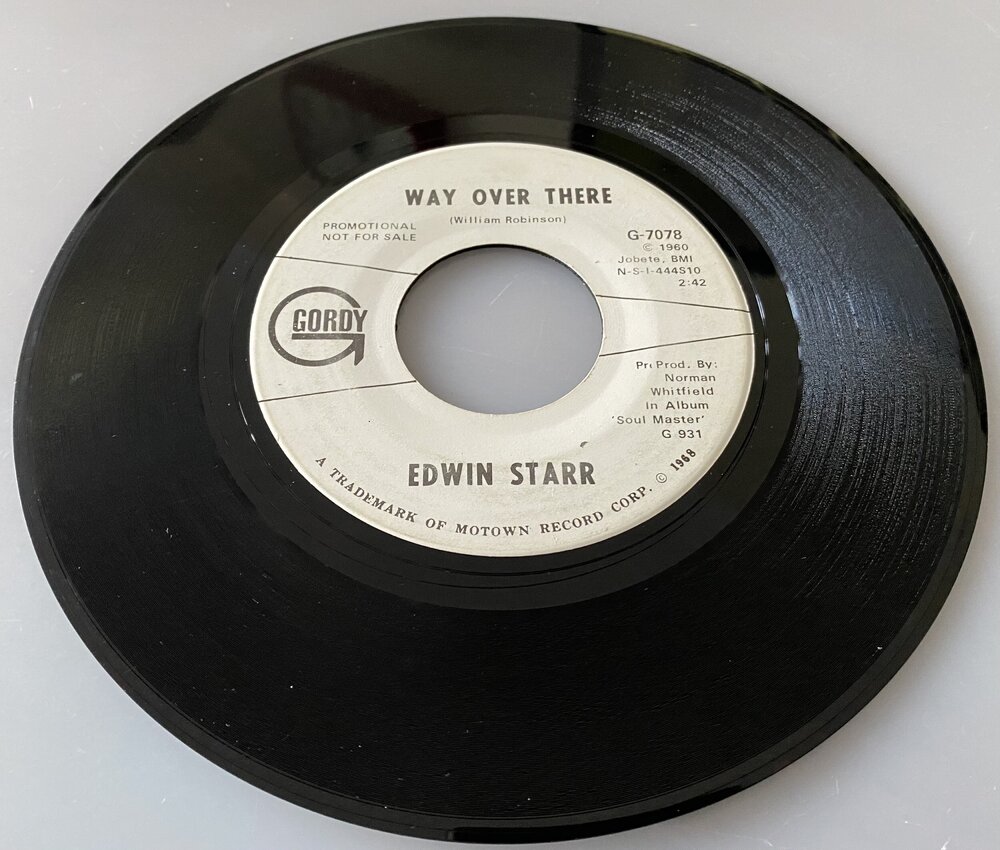 WAY OVER THERE
(William Robinson)
PROMOTIONAL
NOT FOR SALE
G-7078
© 1960
Jobete, BMI
N-S-I-444S10
2:42
GORDY
Pr Prod. By:
Norman
Whitfield
In Album
'Soul Master'
G 931
EDWIN STARR
A TRADEMARK OF MOTOWN RECORD CORP. © 1968